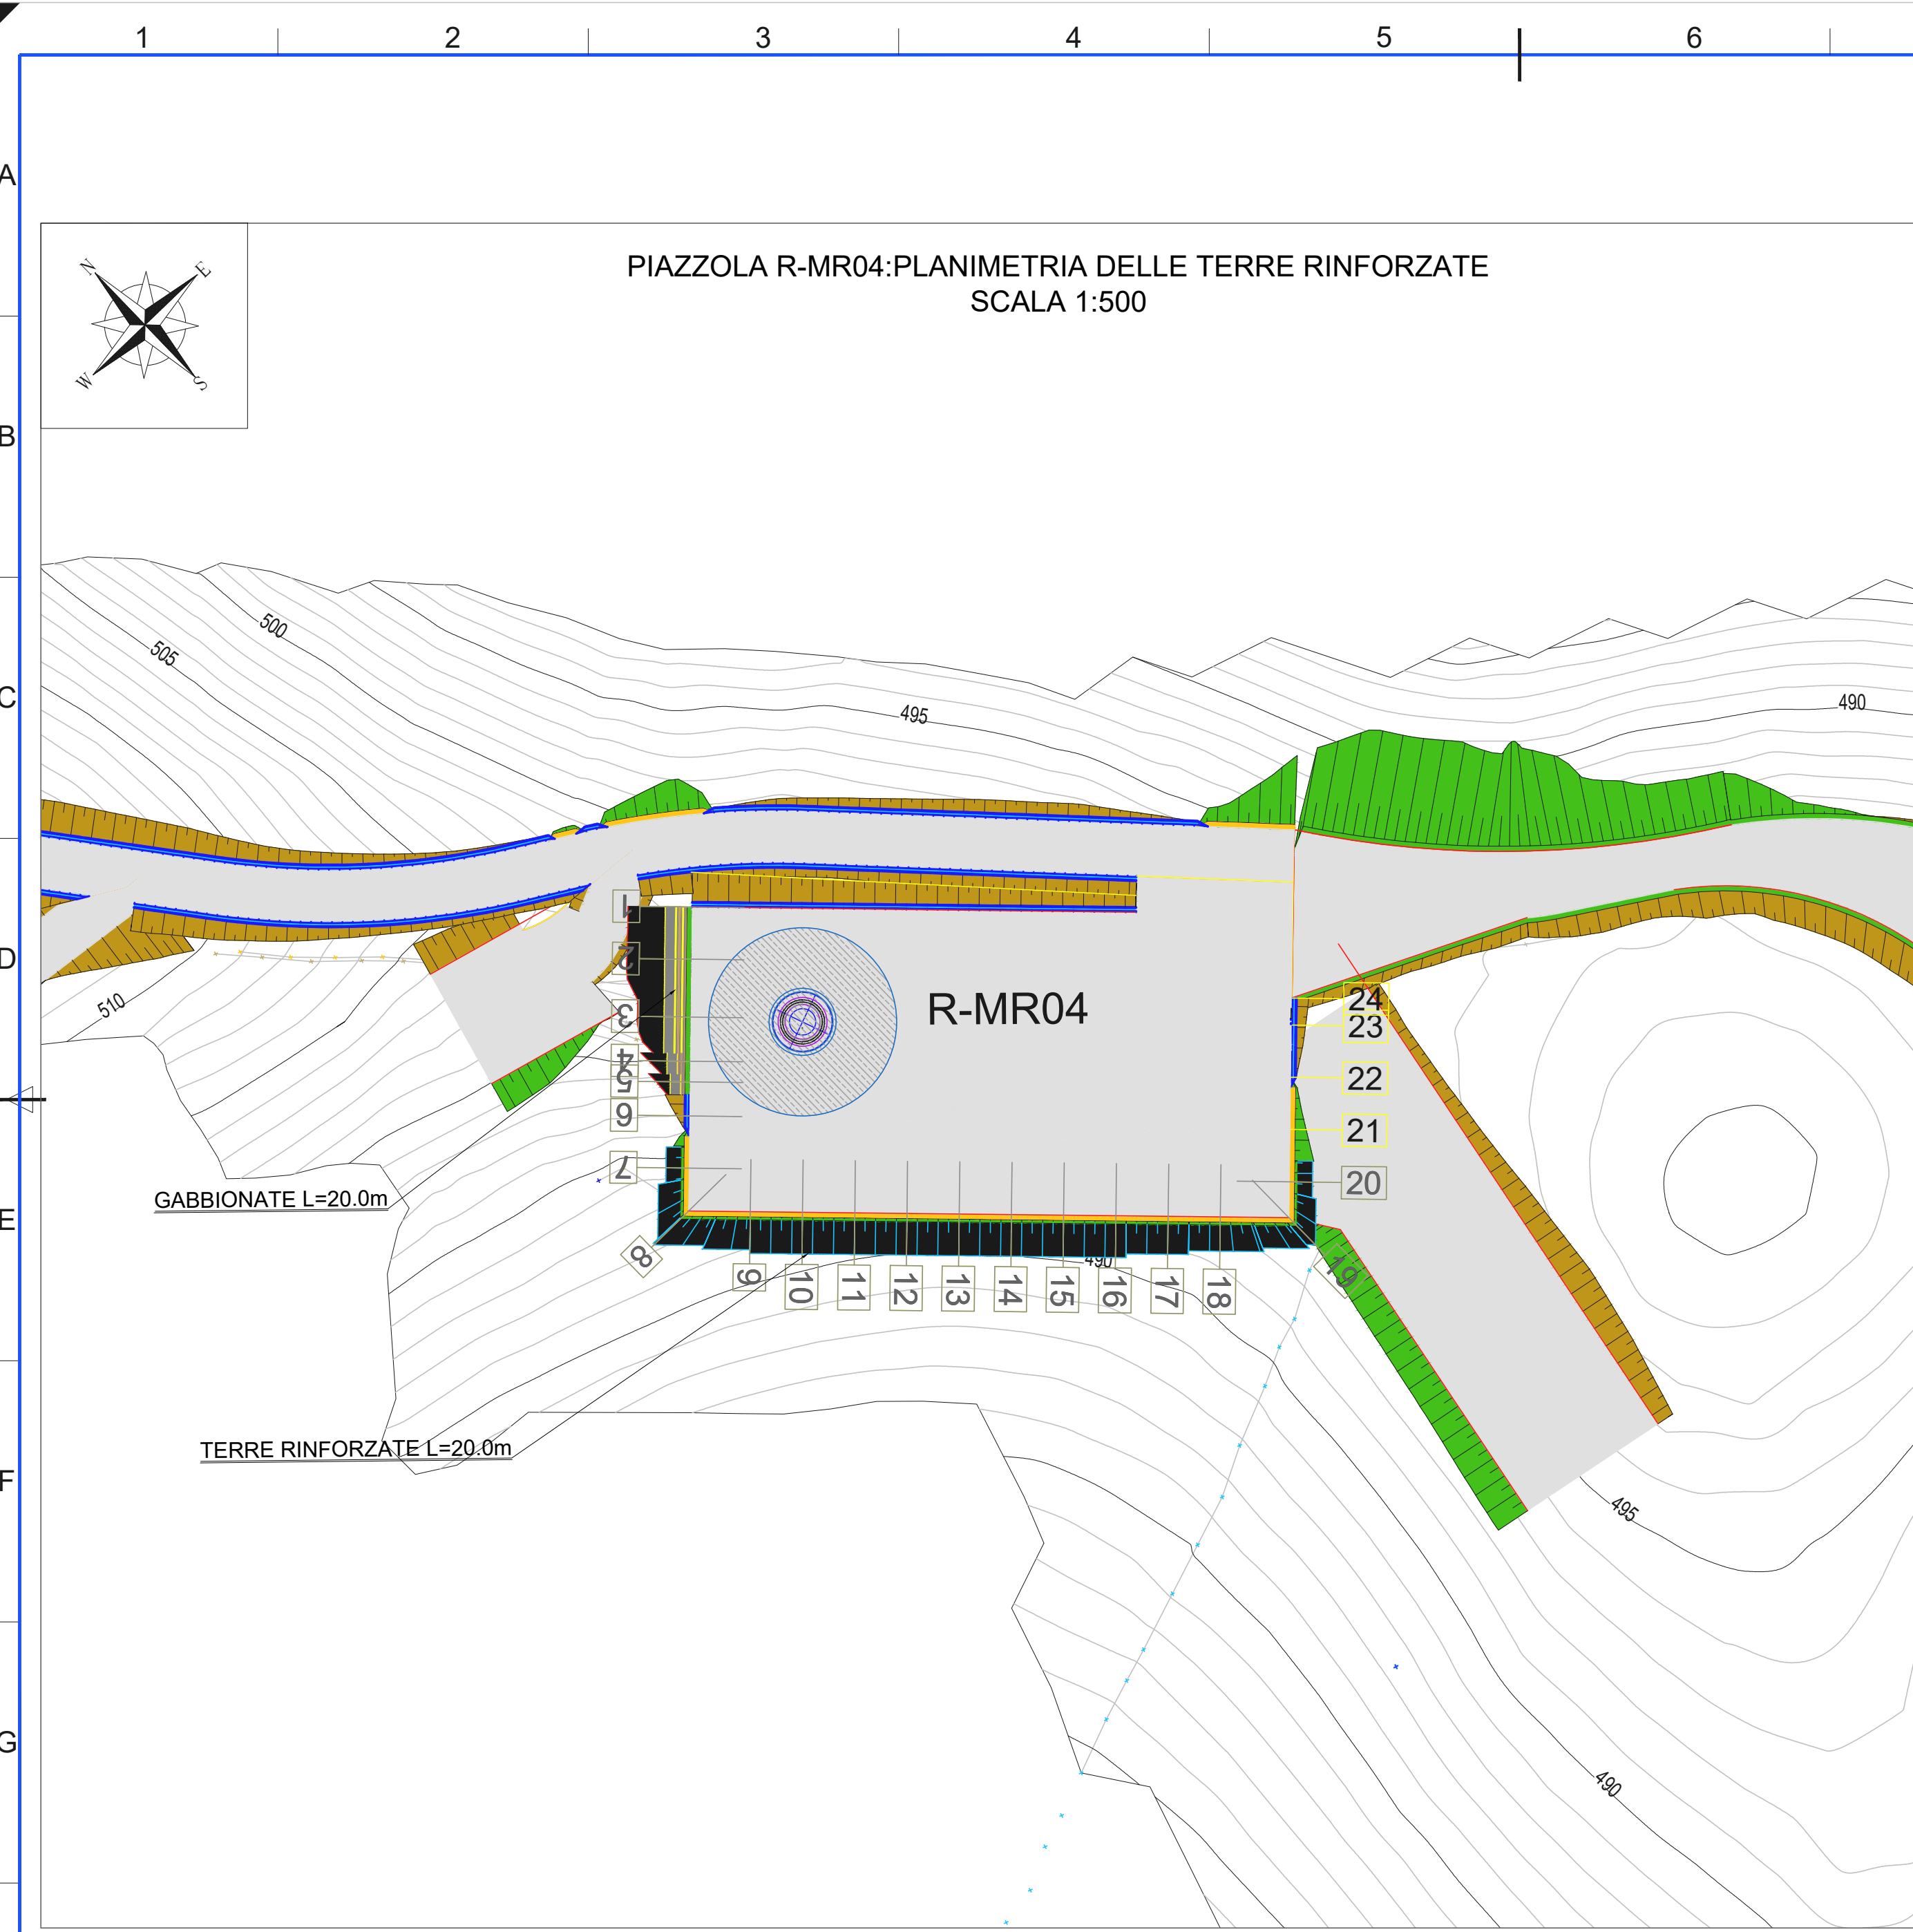 1 2 3 4 5 6
A
B
C
D
E
F
G
N E
W S
PIAZZOLA R-MR04:PLANIMETRIA DELLE TERRE RINFORZATE
SCALA 1:500
500
505
495
490
510
1
2
3
4
5
6
7
8
R-MR04
24
23
22
21
20
19
GABBIONATE L=20.0m
490
9 10 11 12 13 14 15 16 17 18
TERRE RINFORZATE L=20.0m
495
490